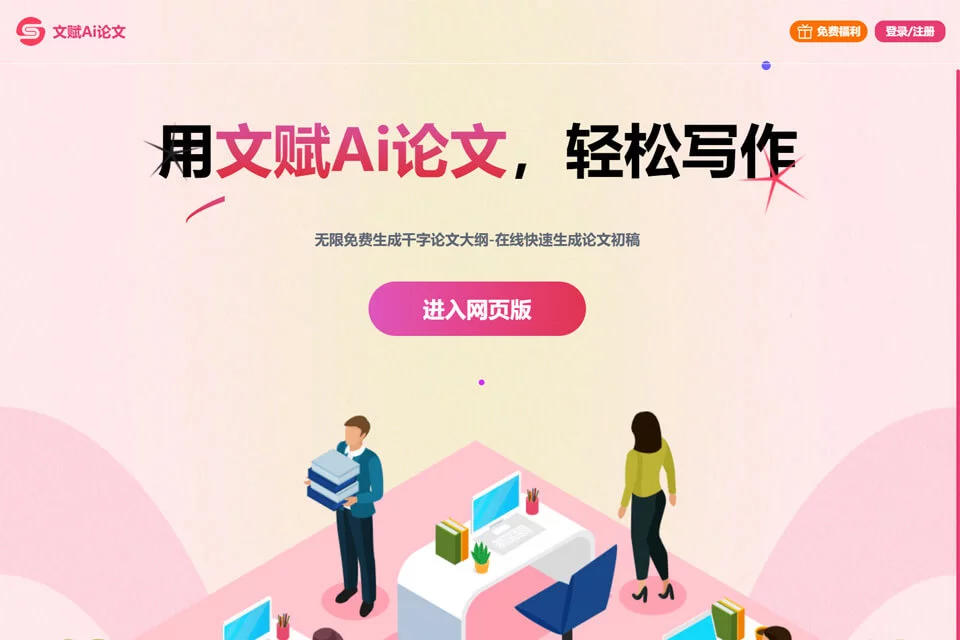 文赋Ai论文
免费福利
登录/注册
用文赋Ai论文，轻松写作
无限免费生成千字论文大纲-在线快速生成论文初稿
进入网页版